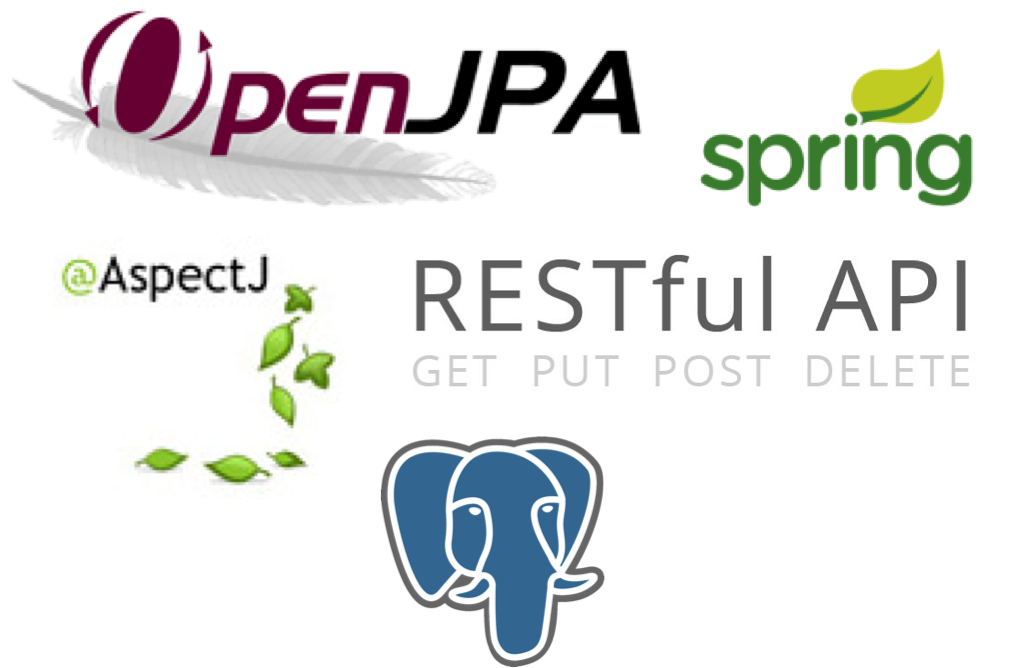 OpenJPA
spring
@AspectJ
RESTful API
GET PUT POST DELETE